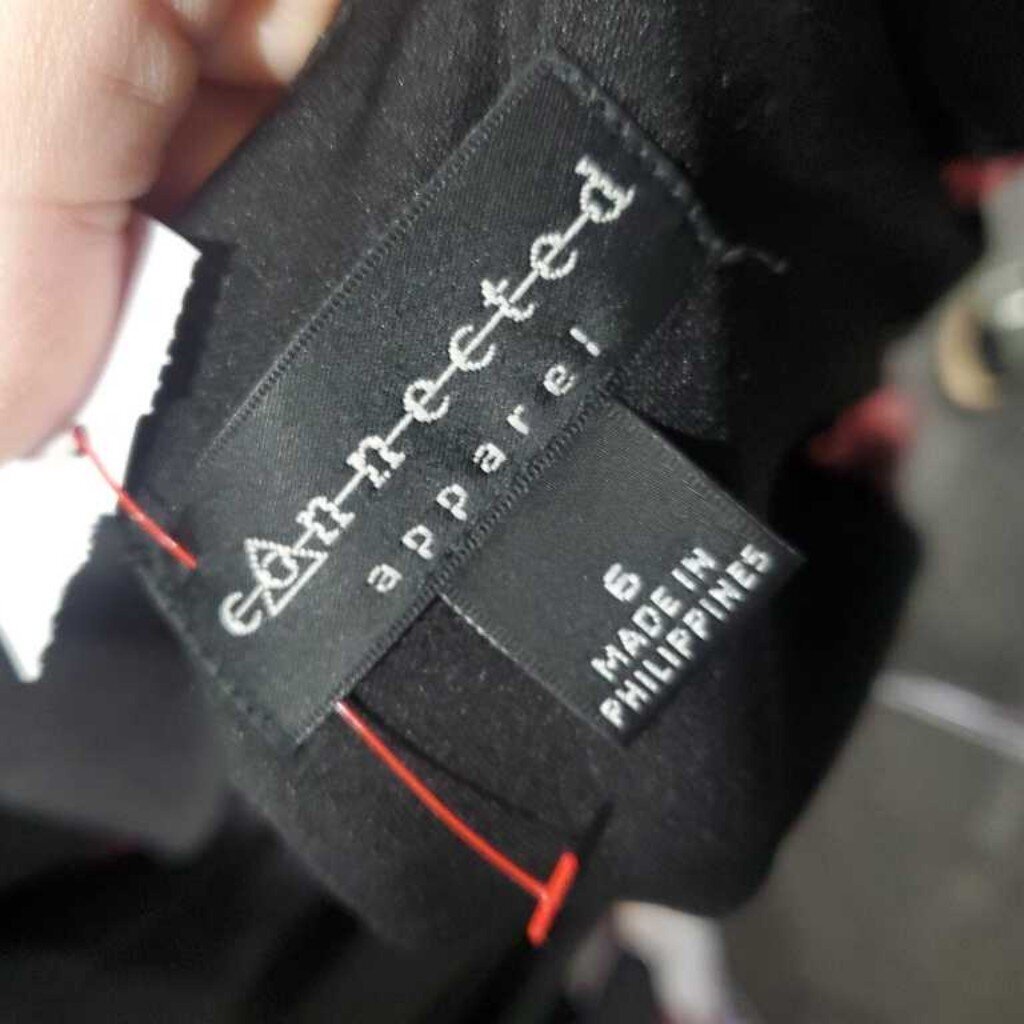 connected
apparel
6
MADE IN
PHILIPPINES